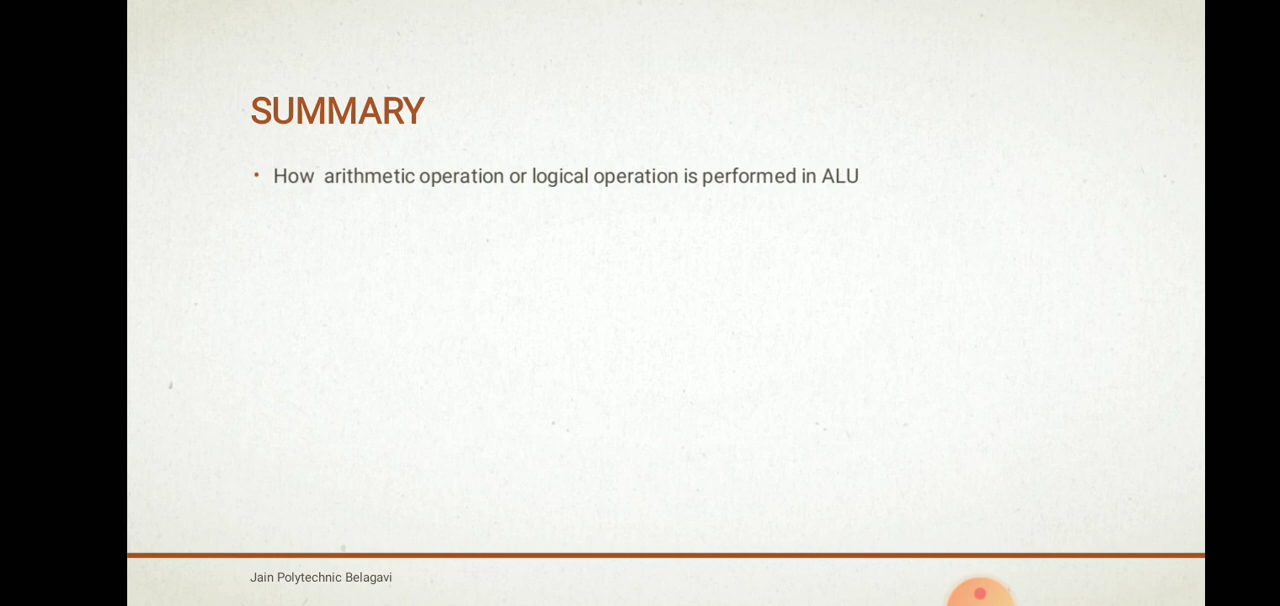 SUMMARY
• How arithmetic operation or logical operation is performed in ALU
Jain Polytechnic Belagavi